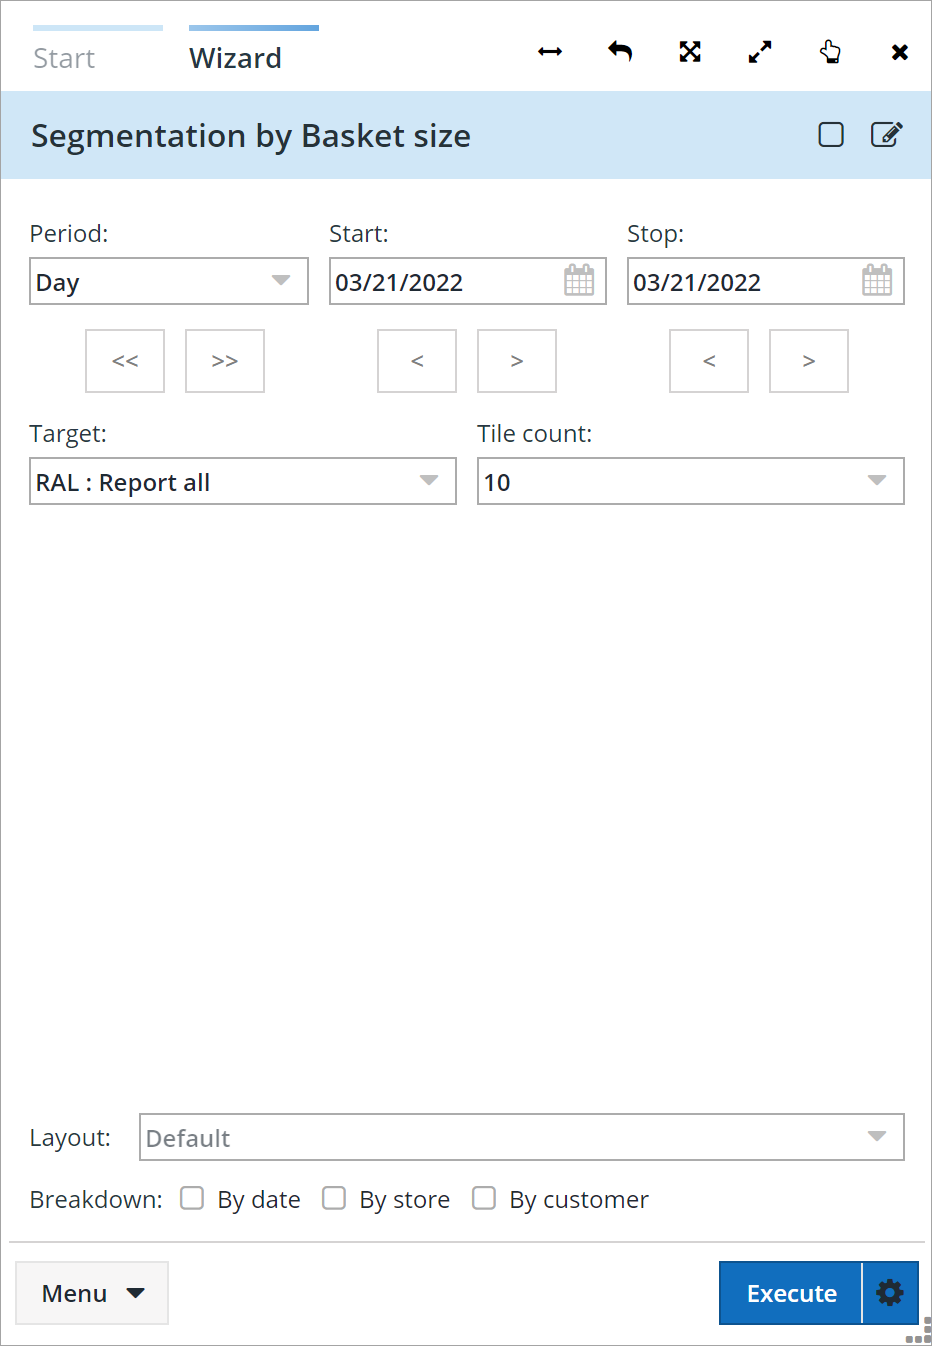 Start Wizard
Segmentation by Basket size
Period: Start: Stop:
Day 03/21/2022 03/21/2022
<< >> < > < >
Target: Tile count:
RAL : Report all 10
Layout: Default
Breakdown: By date By store By customer
Menu Execute